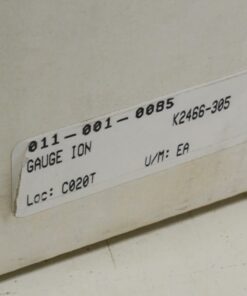 011-001-0085
K2466-305
GAUGE ION
U/M: EA
Loc: C020T